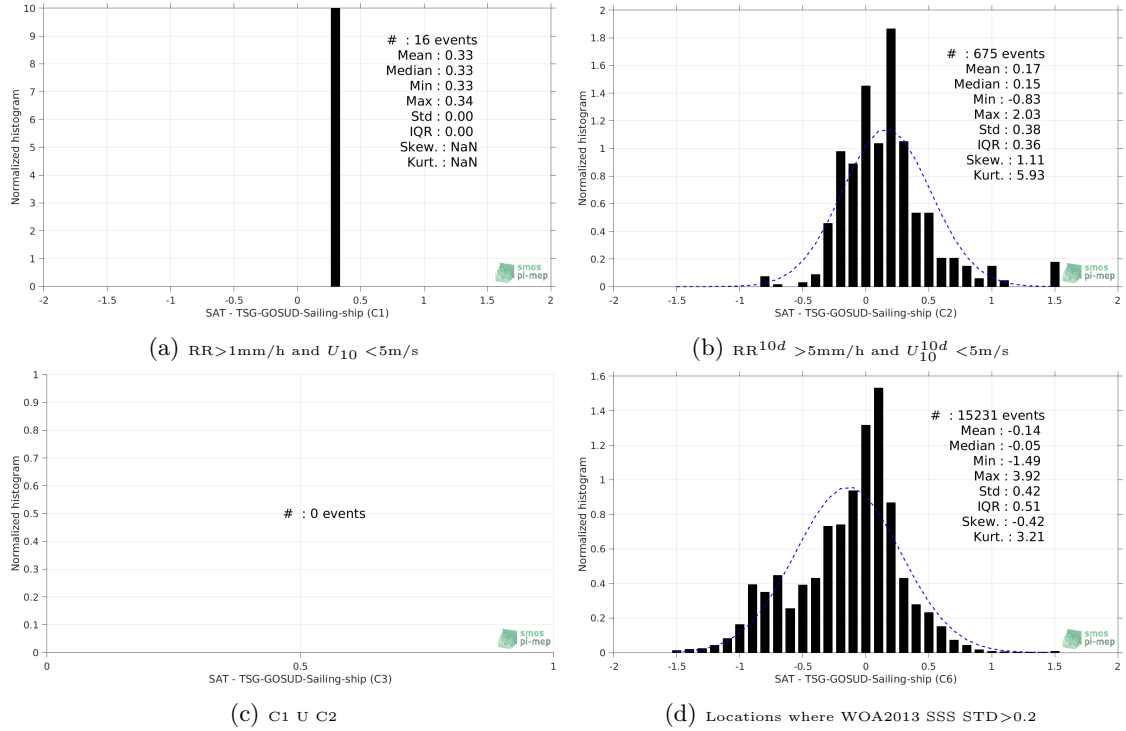 10
9
8
7
6
5
4
3
2
1
0
Normalized histogram
# : 16 events
Mean : 0.33
Median : 0.33
Min : 0.33
Max : 0.34
Std : 0.00
IQR : 0.00
Skew. : NaN
Kurt. : NaN
smos
pi-mep
-2 -1 0 1 2
SAT - TSG-GOSUD-Sailing-ship (C1)
(a) RR>1mm/h and U10 <5m/s
2
1.8
1.6
1.4
1.2
1
0.8
0.6
0.4
0.2
0
Normalized histogram
# : 675 events
Mean : 0.17
Median : 0.15
Min : -0.83
Max : 2.03
Std : 0.38
IQR : 0.36
Skew. : 1.11
Kurt. : 5.93
smos
pi-mep
-2 -1.5 -1 -0.5 0 0.5 1 1.5 2
SAT - TSG-GOSUD-Sailing-ship (C2)
(b) RR^10d >5mm/h and U10^10d <5m/s
1
0.9
0.8
0.7
0.6
0.5
0.4
0.3
0.2
0.1
0
Normalized histogram
# : 0 events
smos
pi-mep
0 0.5 1
SAT - TSG-GOSUD-Sailing-ship (C3)
(c) C1 U C2
1.6
1.4
1.2
1
0.8
0.6
0.4
0.2
0
Normalized histogram
# : 15231 events
Mean : -0.14
Median : -0.05
Min : -1.49
Max : 3.92
Std : 0.42
IQR : 0.51
Skew. : -0.42
Kurt. : 3.21
smos
pi-mep
-2 -1.5 -1 -0.5 0 0.5 1 1.5 2
SAT - TSG-GOSUD-Sailing-ship (C6)
(d) Locations where WOA2013 SSS STD>0.2